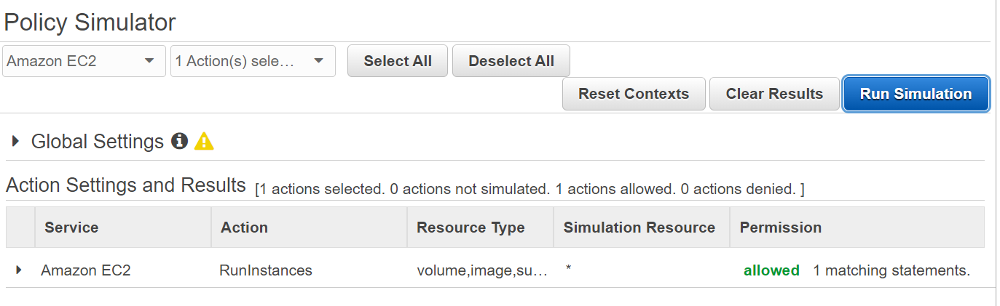 Policy Simulator
Amazon EC2 1 Action(s) sele... Select All Deselect All
Reset Contexts Clear Results Run Simulation
Global Settings
Action Settings and Results [1 actions selected. 0 actions not simulated. 1 actions allowed. 0 actions denied. ]
Service Action Resource Type Simulation Resource Permission
Amazon EC2 RunInstances volume,image,su... * allowed 1 matching statements.